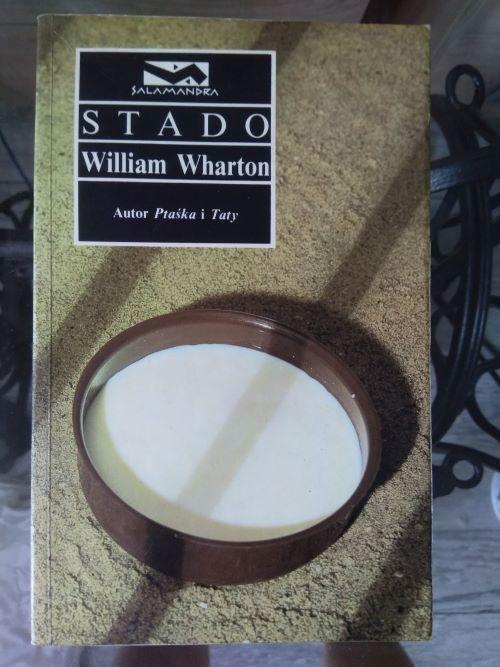 SALAMANDRA
STADO
William Wharton
Autor Ptaśka i Taty